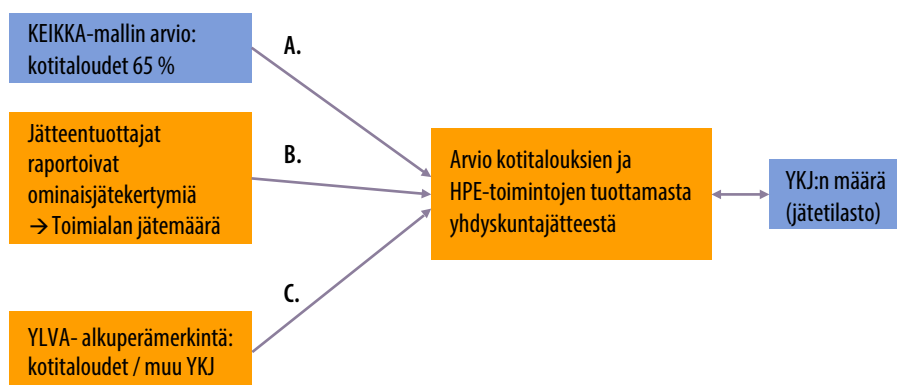 KEIKKA-mallin arvio:
kotitaloudet 65 %
A.
Jätteentuottajat
raportoivat
ominaisjätekertymiä
→ Toimialan jätemäärä
B.
Arvio kotitalouksien ja
HPE-toimintojen tuottamasta
yhdyskuntajätteestä
YKJ:n määrä
(jätetilasto)
C.
YLVA- alkuperämerkintä:
kotitaloudet / muu YKJ